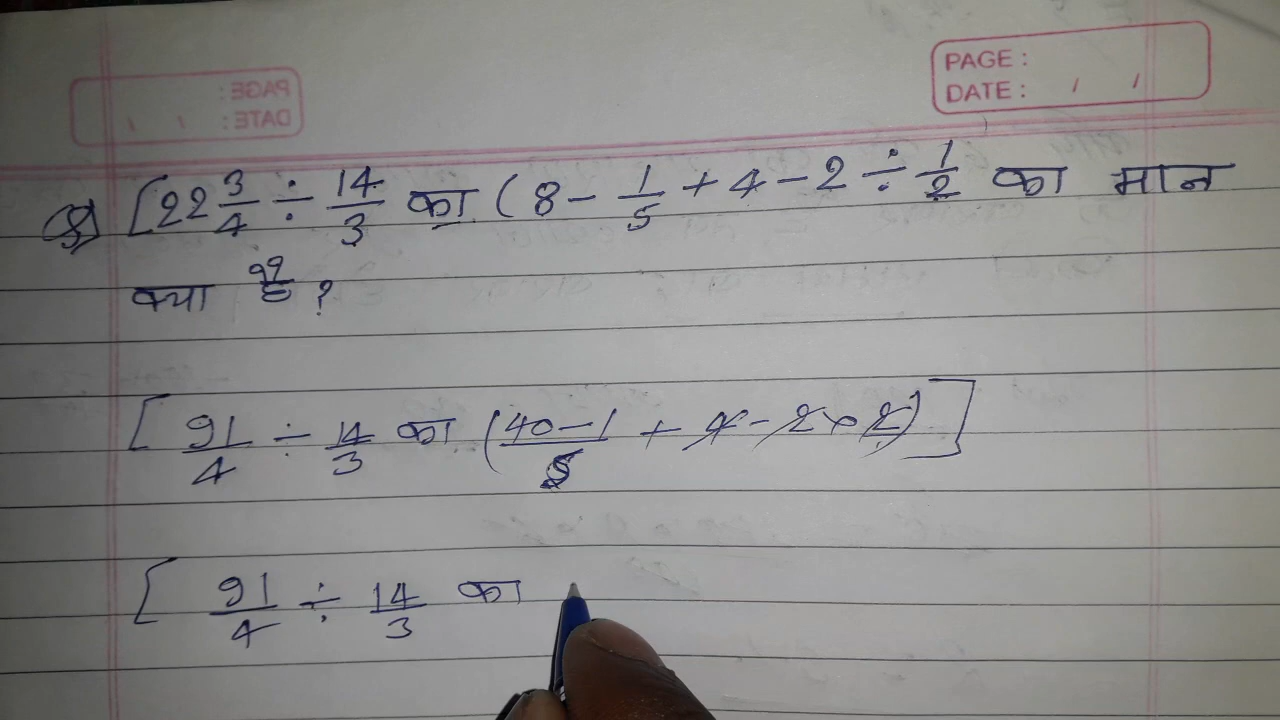 PAGE :
DATE : / /
Q) [22 3/4 ÷ 14/3 का (8 - 1/5 + 4 - 2 ÷ 1/2 का मान
क्या है ?
[ 91/4 ÷ 14/3 का (40-1/5 + 4 - 2 × 2) ]
[ 91/4 ÷ 14/3 का